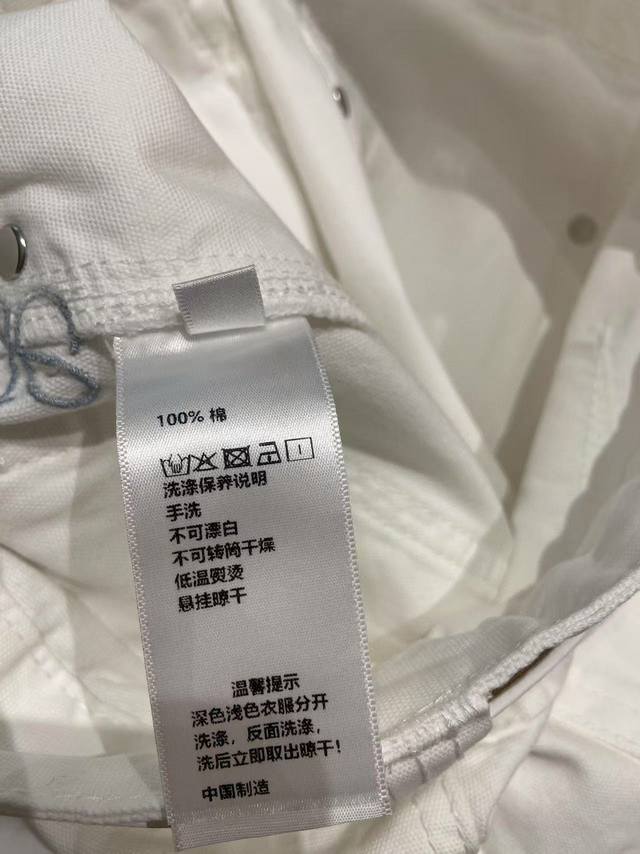 100% 棉
洗涤保养说明
手洗
不可漂白
不可转筒干燥
低温熨烫
悬挂晾干
温馨提示
深色浅色衣服分开
洗涤，反面洗涤，
洗后立即取出晾干！
中国制造